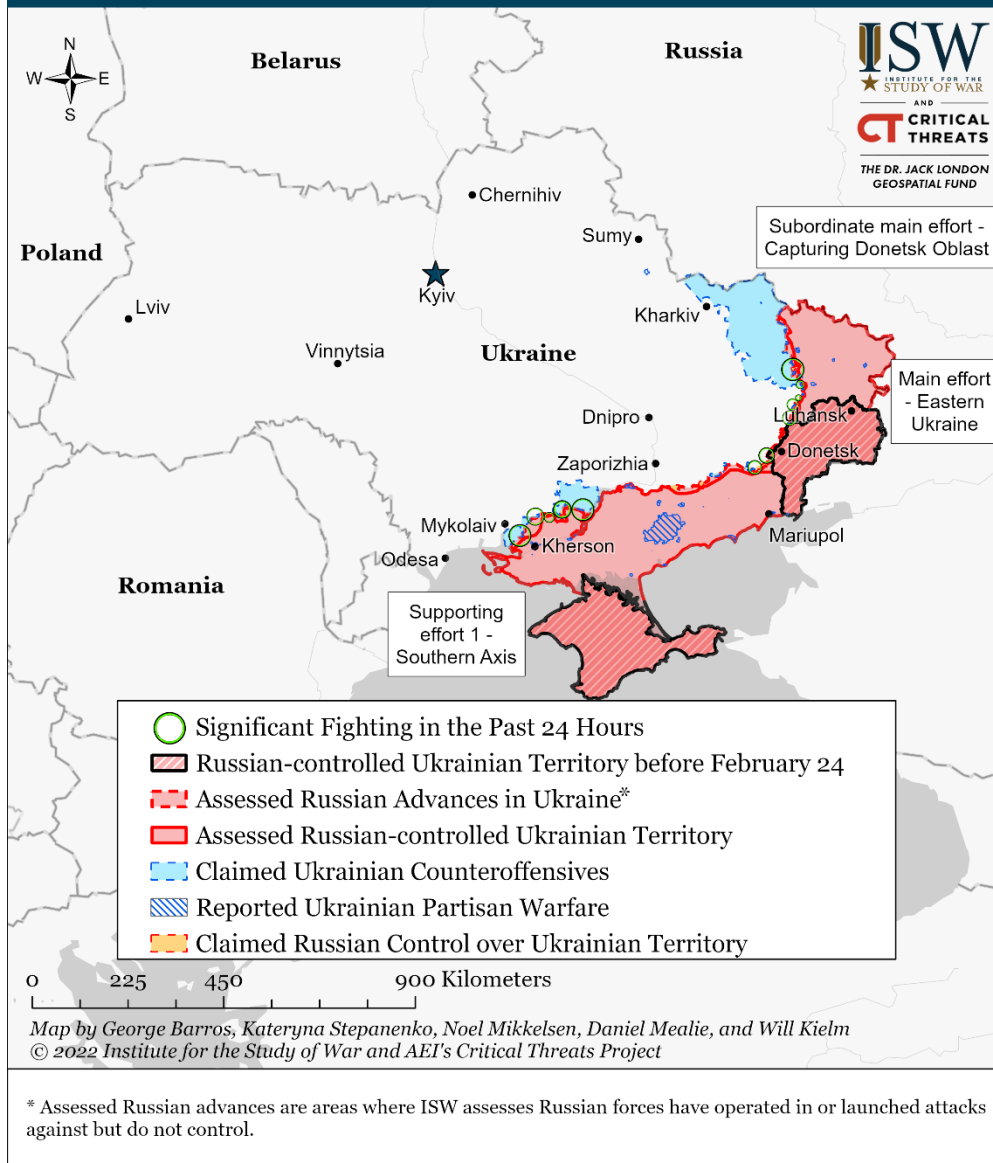 N
W E
S
Belarus
Russia
ISW
INSTITUTE FOR THE
STUDY OF WAR
AND
CT CRITICAL
THREATS
THE DR. JACK LONDON
GEOSPATIAL FUND
Chernihiv
Subordinate main effort -
Capturing Donetsk Oblast
Sumy
Poland
Kyiv
Lviv
Kharkiv
Vinnytsia
Ukraine
Main effort
- Eastern
Ukraine
Luhansk
Dnipro
Donetsk
Zaporizhia
Mykolaiv
Mariupol
Kherson
Odesa
Romania
Supporting
effort 1 -
Southern Axis
Significant Fighting in the Past 24 Hours
Russian-controlled Ukrainian Territory before February 24
Assessed Russian Advances in Ukraine*
Assessed Russian-controlled Ukrainian Territory
Claimed Ukrainian Counteroffensives
Reported Ukrainian Partisan Warfare
Claimed Russian Control over Ukrainian Territory
0 225 450 900 Kilometers
Map by George Barros, Kateryna Stepanenko, Noel Mikkelsen, Daniel Mealie, and Will Kielm
© 2022 Institute for the Study of War and AEI's Critical Threats Project
* Assessed Russian advances are areas where ISW assesses Russian forces have operated in or launched attacks
against but do not control.